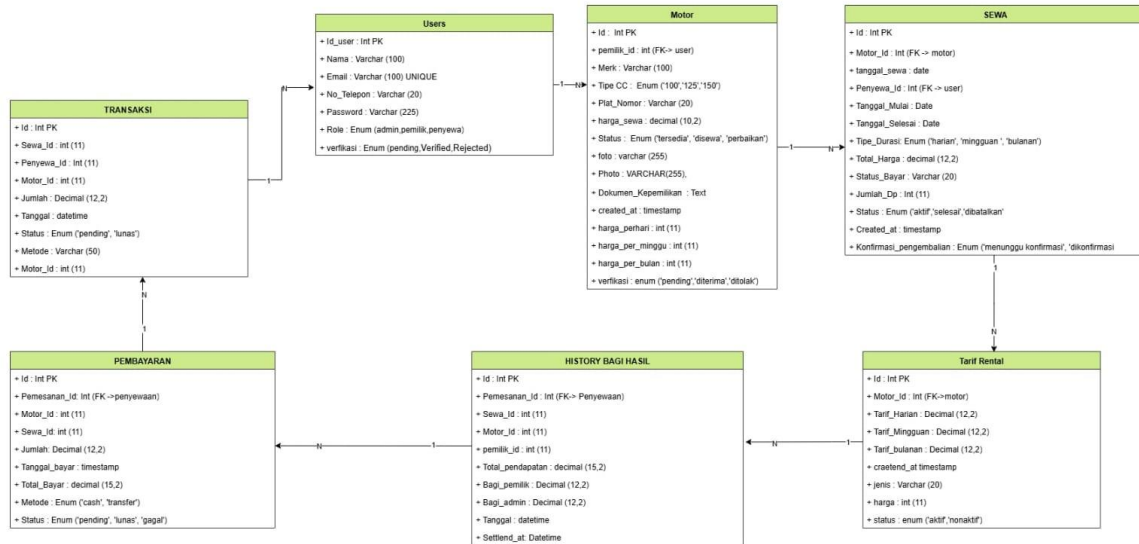 Users
+ Id_user : Int PK
+ Nama : Varchar (100)
+ Email : Varchar (100) UNIQUE
+ No_Telepon : Varchar (20)
+ Password : Varchar (225)
+ Role : Enum (admin,pemilik,penyewa)
+ verfikasi : Enum (pending,Verified,Rejected)
1
N
Motor
+ Id : Int PK
+ pemilik_id : int (FK-> user)
+ Merk : Varchar (100)
+ Tipe CC : Enum ('100','125','150')
+ Plat_Nomor : Varchar (20)
+ harga_sewa : decimal (10,2)
+ Status : Enum ('tersedia', 'disewa', 'perbaikan')
+ foto : varchar (255)
+ Photo : VARCHAR(255),
+ Dokumen_Kepemilikan : Text
+ created_at : timestamp
+ harga_perhari : int (11)
+ harga_per_minggu : int (11)
+ harga_per_bulan : int (11)
+ verfikasi : enum ('pending','diterima','ditolak')
1
N
SEWA
+ Id : Int PK
+ Motor_Id : Int (FK -> motor)
+ tanggal_sewa : date
+ Penyewa_Id : Int (FK -> user)
+ Tanggal_Mulai : Date
+ Tanggal_Selesai : Date
+ Tipe_Durasi: Enum ('harian', 'mingguan ', 'bulanan')
+ Total_Harga : decimal (12,2)
+ Status_Bayar : Varchar (20)
+ Jumlah_Dp : Int (11)
+ Status : Enum ('aktif','selesai','dibatalkan'
+ Created_at : timestamp
+ Konfirmasi_pengembalian : Enum ('menunggu konfirmasi', 'dikonfirmasi
1
N
TRANSAKSI
+ Id : Int PK
+ Sewa_Id : Int (11)
+ Penyewa_Id : Int (11)
+ Motor_Id : int (11)
+ Jumlah : Decimal (12,2)
+ Tanggal : datetime
+ Status : Enum ('pending', 'lunas')
+ Metode : Varchar (50)
+ Motor_Id : int (11)
1
N
N
1
PEMBAYARAN
+ Id : Int PK
+ Pemesanan_Id: Int (FK ->penyewaan)
+ Motor_Id : int (11)
+ Sewa_Id: int (11)
+ Jumlah: Decimal (12,2)
+ Tanggal_bayar : timestamp
+ Total_Bayar : decimal (15,2)
+ Metode : Enum ('cash', 'transfer')
+ Status : Enum ('pending', 'lunas', 'gagal')
N
1
HISTORY BAGI HASIL
+ Id : Int PK
+ Pemesanan_Id : Int (FK-> Penyewaan)
+ Sewa_Id : int (11)
+ Motor_Id : int (11)
+ pemilik_id : int (11)
+ Total_pendapatan : decimal (15,2)
+ Bagi_pemilik : Decimal (12,2)
+ Bagi_admin : Decimal (12,2)
+ Tanggal : datetime
+ Settlend_at: Datetime
N
1
Tarif Rental
+ Id : Int PK
+ Motor_Id : Int (FK->motor)
+ Tarif_Harian : Decimal (12,2)
+ Tarif_Mingguan : Decimal (12,2)
+ Tarif_bulanan : Decimal (12,2)
+ craetend_at timestamp
+ jenis : Varchar (20)
+ harga : int (11)
+ status : enum ('aktif','nonaktif')